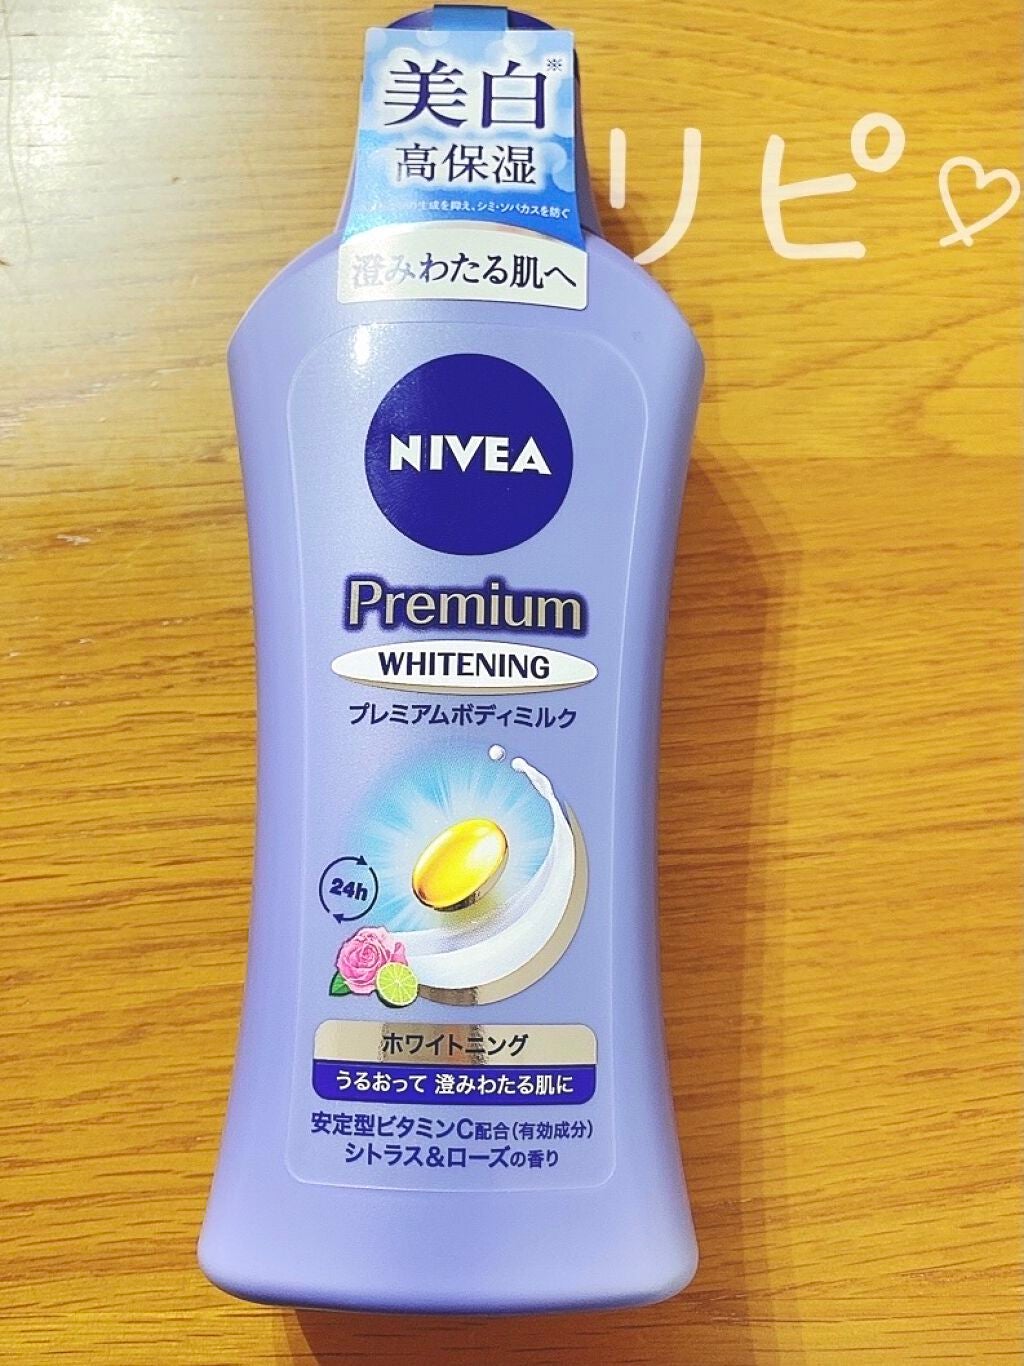 美白※
高保湿
の生成を抑え、シミ・ソバカスを防ぐ
澄みわたる肌へ
リピ♡
NIVEA
Premium
WHITENING
プレミアムボディミルク
24h
ホワイトニング
うるおって 澄みわたる肌に
安定型ビタミンC配合(有効成分)
シトラス&ローズの香り